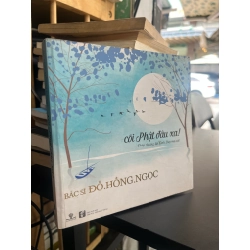 cõi Phật đâu xa!
BÁC SĨ ĐỖ.HỒNG.NGỌC